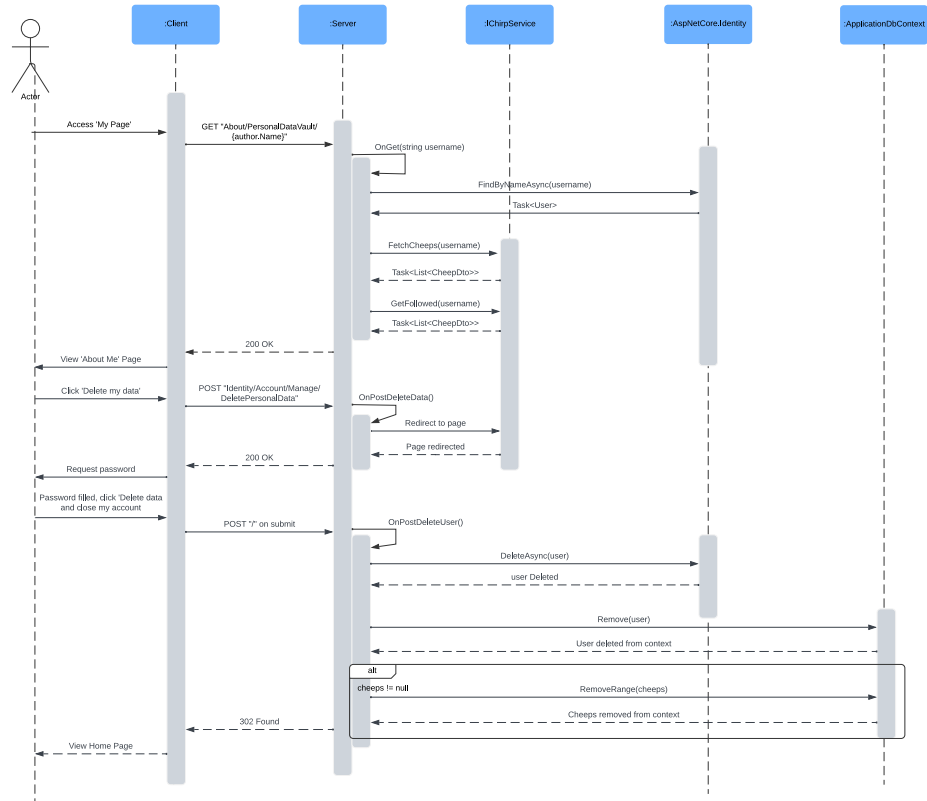 :Client
:Server
:IChirpService
:AspNetCore.Identity
:ApplicationDbContext
Actor
Access 'My Page'
GET "About/PersonalDataVault/
{author.Name}"
OnGet(string username)
FindByNameAsync(username)
Task<User>
FetchCheeps(username)
Task<List<CheepDto>>
GetFollowed(username)
Task<List<CheepDto>>
200 OK
View 'About Me' Page
Click 'Delete my data'
POST "Identity/Account/Manage/
DeletePersonalData"
OnPostDeleteData()
Redirect to page
Page redirected
200 OK
Request password
Password filled, click 'Delete data
and close my account
POST "/" on submit
OnPostDeleteUser()
DeleteAsync(user)
user Deleted
Remove(user)
User deleted from context
alt
cheeps != null
RemoveRange(cheeps)
Cheeps removed from context
302 Found
View Home Page